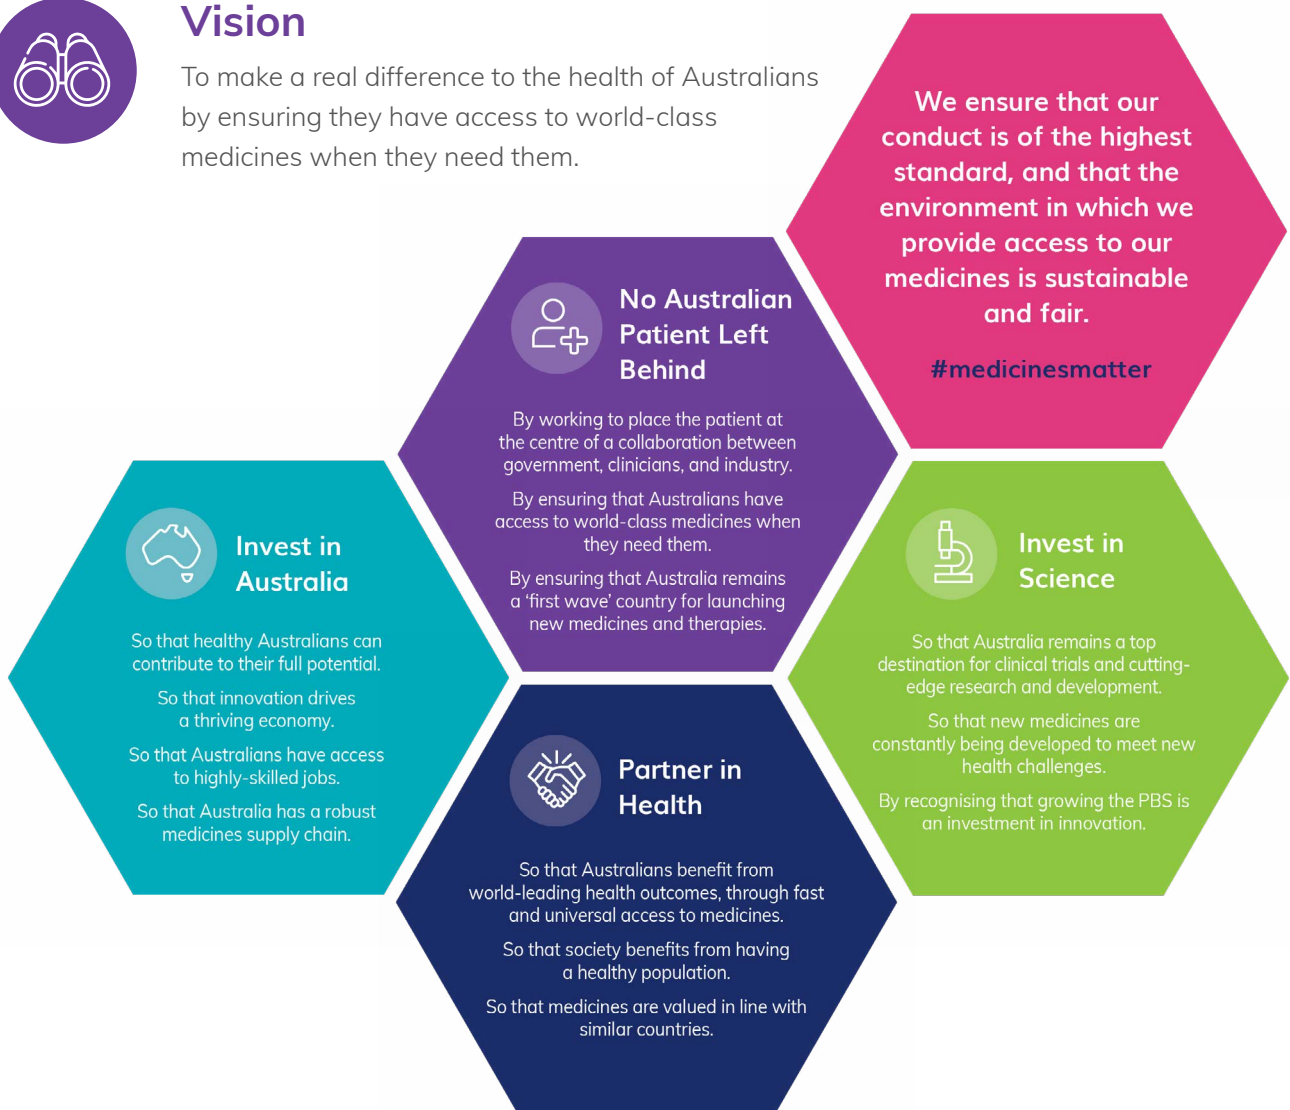 Vision
To make a real difference to the health of Australians
by ensuring they have access to world-class
medicines when they need them.
We ensure that our
conduct is of the highest
standard, and that the
environment in which we
provide access to our
medicines is sustainable
and fair.
#medicinesmatter
No Australian
Patient Left
Behind
By working to place the patient at
the centre of a collaboration between
government, clinicians, and industry.
By ensuring that Australians have
access to world-class medicines when
they need them.
By ensuring that Australia remains
a ‘first wave’ country for launching
new medicines and therapies.
Invest in
Australia
So that healthy Australians can
contribute to their full potential.
So that innovation drives
a thriving economy.
So that Australians have access
to highly-skilled jobs.
So that Australia has a robust
medicines supply chain.
Invest in
Science
So that Australia remains a top
destination for clinical trials and cutting-
edge research and development.
So that new medicines are
constantly being developed to meet new
health challenges.
By recognising that growing the PBS is
an investment in innovation.
Partner in
Health
So that Australians benefit from
world-leading health outcomes, through fast
and universal access to medicines.
So that society benefits from having
a healthy population.
So that medicines are valued in line with
similar countries.